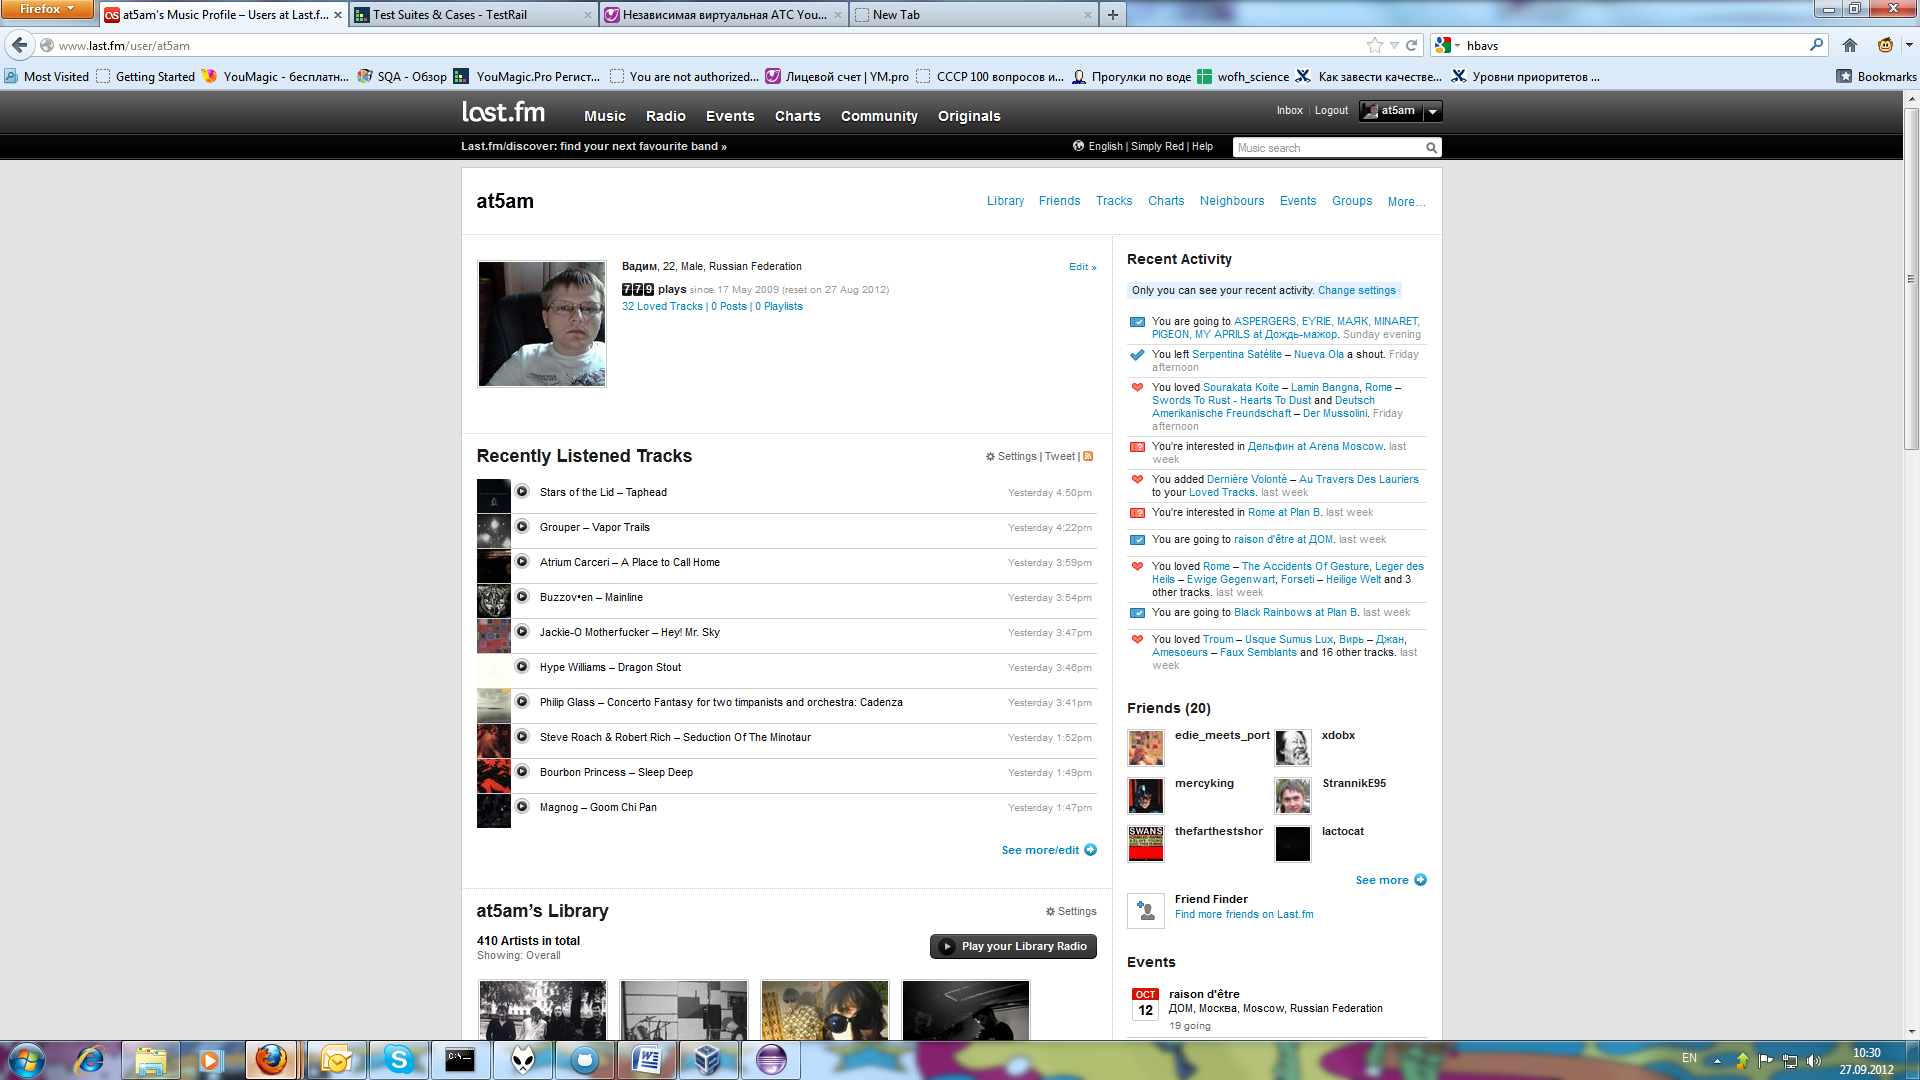 Firefox
at5am's Music Profile – Users at Last.f...
Test Suites & Cases - TestRail
Независимая виртуальная АТС You...
New Tab
www.last.fm/user/at5am
hbavs
Most Visited
Getting Started
YouMagic - бесплатн...
SQA - Обзор
YouMagic.Pro Регист...
You are not authorized...
Лицевой счет | YM.pro
СССР 100 вопросов и...
Прогулки по воде
wofh_science
Как завести качестве...
Уровни приоритетов ...
Bookmarks
last.fm
Music
Radio
Events
Charts
Community
Originals
Inbox
Logout
at5am
Last.fm/discover: find your next favourite band »
English | Simply Red | Help
Music search
at5am
Library
Friends
Tracks
Charts
Neighbours
Events
Groups
More...
Вадим, 22, Male, Russian Federation
Edit »
779 plays since 17 May 2009 (reset on 27 Aug 2012)
32 Loved Tracks | 0 Posts | 0 Playlists
Recently Listened Tracks
Settings | Tweet |
Stars of the Lid – Taphead
Yesterday 4:50pm
Grouper – Vapor Trails
Yesterday 4:22pm
Atrium Carceri – A Place to Call Home
Yesterday 3:59pm
Buzzov•en – Mainline
Yesterday 3:54pm
Jackie-O Motherfucker – Hey! Mr. Sky
Yesterday 3:47pm
Hype Williams – Dragon Stout
Yesterday 3:46pm
Philip Glass – Concerto Fantasy for two timpanists and orchestra: Cadenza
Yesterday 3:41pm
Steve Roach & Robert Rich – Seduction Of The Minotaur
Yesterday 1:52pm
Bourbon Princess – Sleep Deep
Yesterday 1:49pm
Magnog – Goom Chi Pan
Yesterday 1:47pm
See more/edit
at5am's Library
Settings
410 Artists in total
Showing: Overall
Play your Library Radio
Recent Activity
Only you can see your recent activity. Change settings
You are going to ASPERGERS, EYRIE, МАЯК, MINARET,
PIGEON, MY APRILS at Дождь-мажор. Sunday evening
You left Serpentina Satélite – Nueva Ola a shout. Friday
afternoon
You loved Sourakata Koite – Lamin Bangna, Rome –
Swords To Rust - Hearts To Dust and Deutsch
Amerikanische Freundschaft – Der Mussolini. Friday
afternoon
You're interested in Дельфин at Arena Moscow. last
week
You added Dernière Volonté – Au Travers Des Lauriers
to your Loved Tracks. last week
You're interested in Rome at Plan B. last week
You are going to raison d'être at ДОМ. last week
You loved Rome – The Accidents Of Gesture, Leger des
Heils – Ewige Gegenwart, Forseti – Heilige Welt and 3
other tracks. last week
You are going to Black Rainbows at Plan B. last week
You loved Troum – Usque Sumus Lux, Вирь – Джан,
Amesoeurs – Faux Semblants and 16 other tracks. last
week
Friends (20)
edie_meets_port
xdobx
mercyking
StrannikE95
SWANS
thefarthestshor
lactocat
See more
Friend Finder
Find more friends on Last.fm
Events
OCT
12
raison d'être
ДОМ, Москва, Moscow, Russian Federation
19 going
EN
10:30
27.09.2012